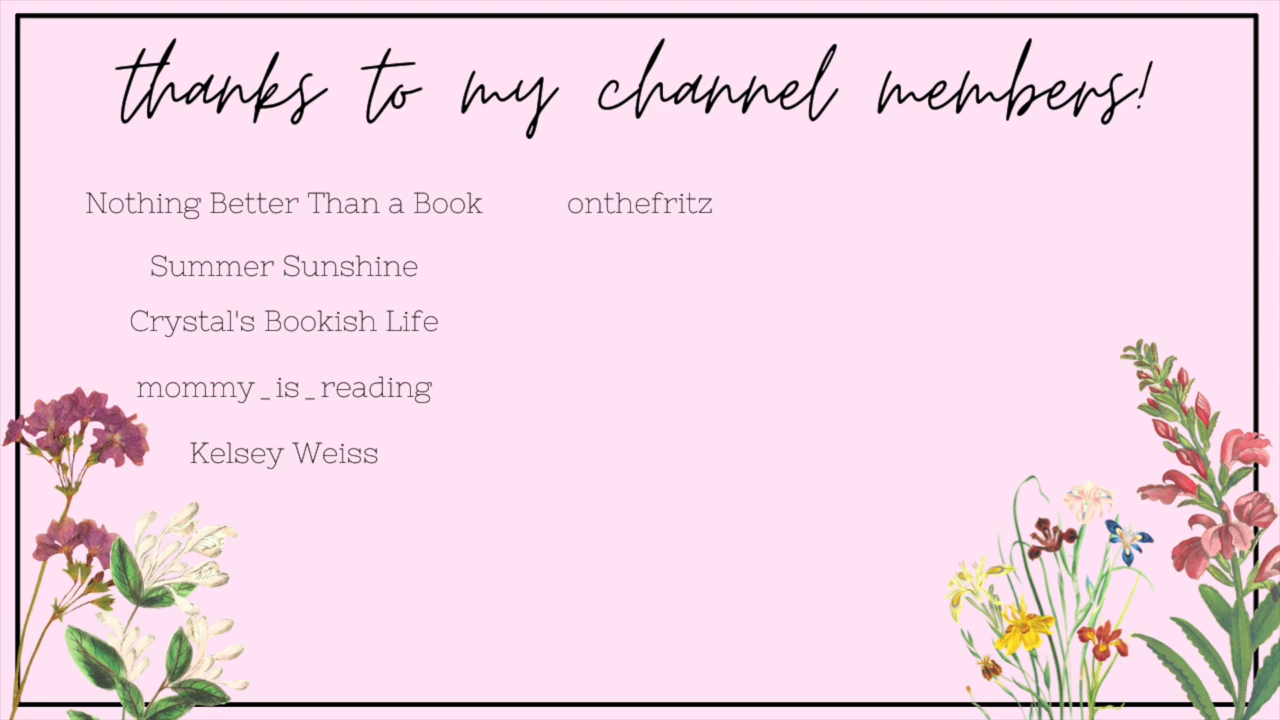 thanks to my channel members!
Nothing Better Than a Book
Summer Sunshine
Crystal's Bookish Life
mommy_is_reading
Kelsey Weiss
onthefritz